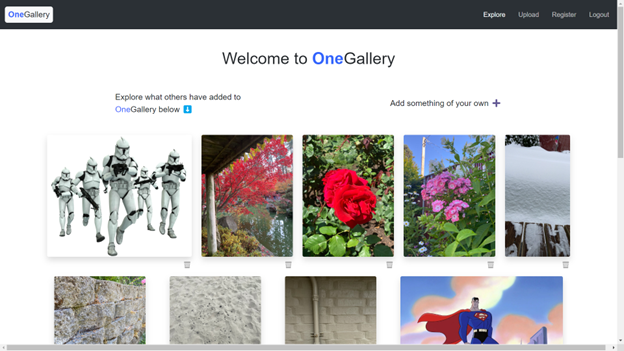 OneGallery
Explore
Upload
Register
Logout
Welcome to OneGallery
Explore what others have added to
OneGallery below
Add something of your own